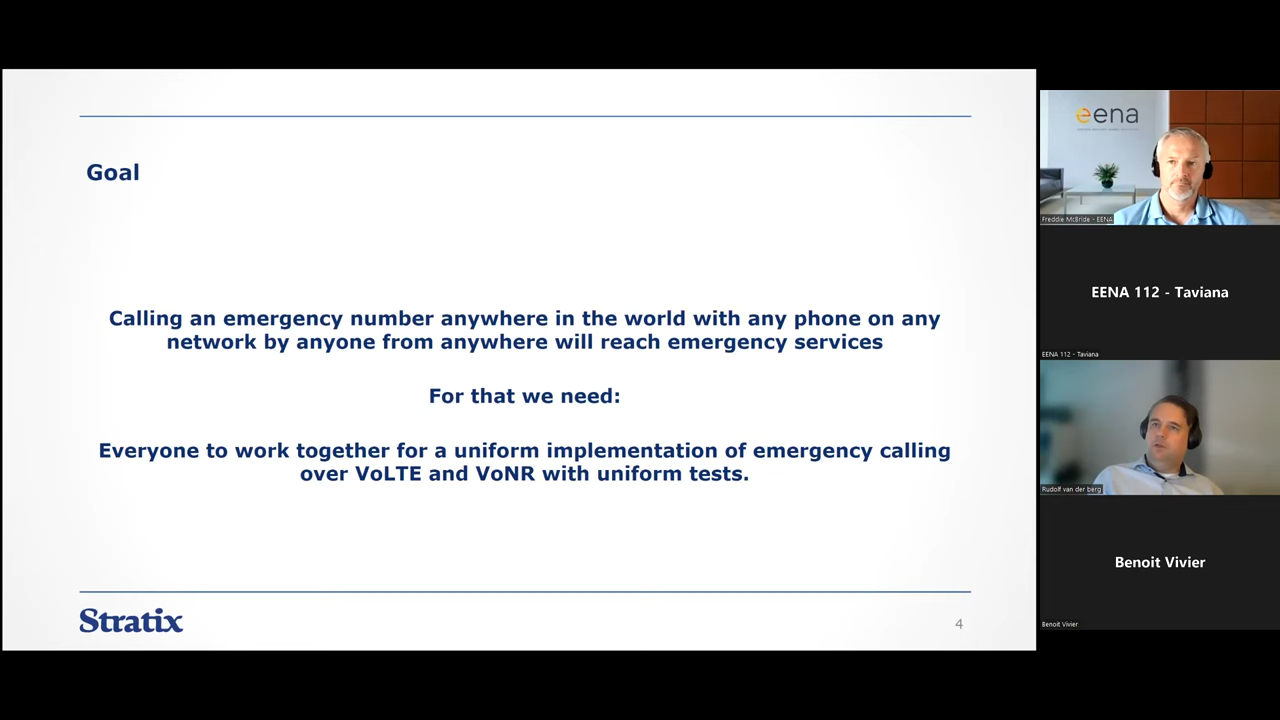 Goal
Calling an emergency number anywhere in the world with any phone on any
network by anyone from anywhere will reach emergency services
For that we need:
Everyone to work together for a uniform implementation of emergency calling
over VoLTE and VoNR with uniform tests.
Stratix
4
eena
Freddie McBride - EENA
EENA 112 - Taviana
EENA 112 - Taviana
Rudolf van der berg
Benoit Vivier
Benoit Vivier